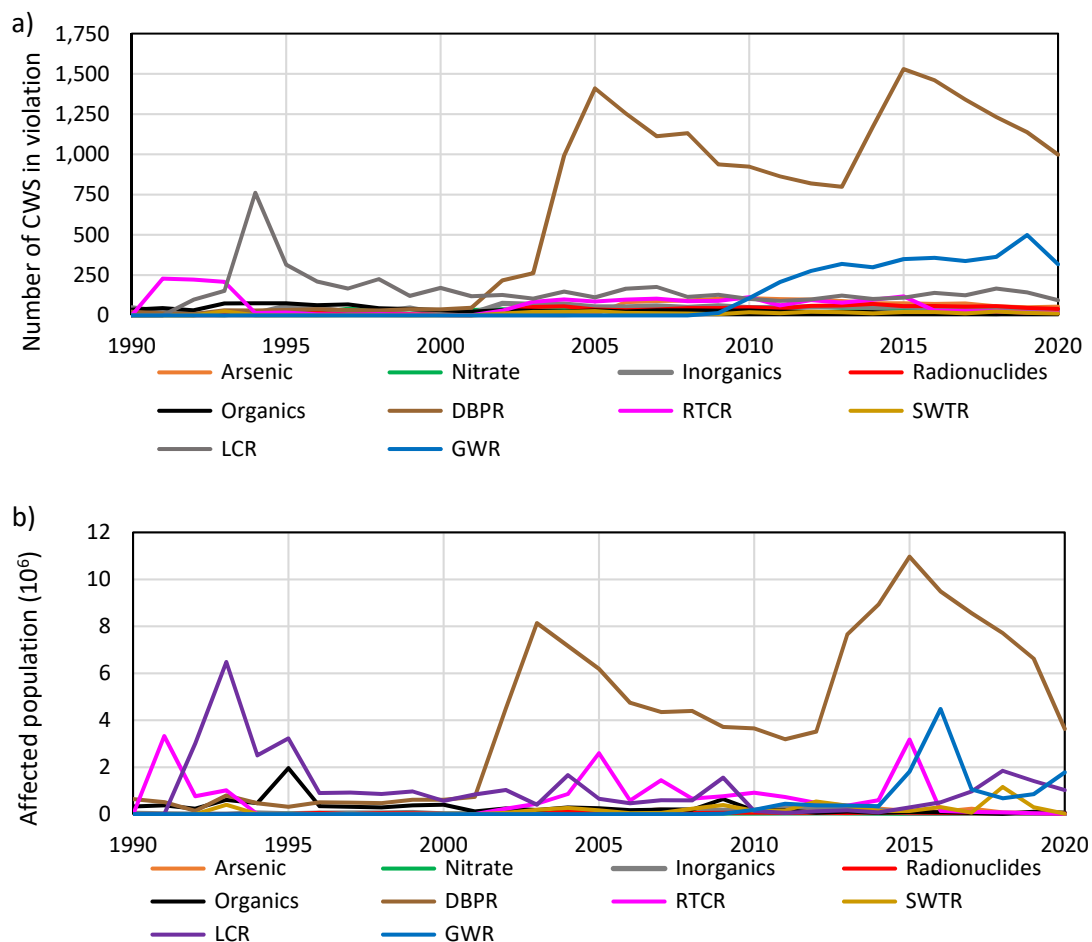 a)
Number of CWS in violation
1,750
1,500
1,250
1,000
750
500
250
0
1990 1995 2000 2005 2010 2015 2020
Arsenic Nitrate Inorganics Radionuclides
Organics DBPR RTCR SWTR
LCR GWR
b)
Affected population (10⁶)
12
10
8
6
4
2
0
1990 1995 2000 2005 2010 2015 2020
Arsenic Nitrate Inorganics Radionuclides
Organics DBPR RTCR SWTR
LCR GWR